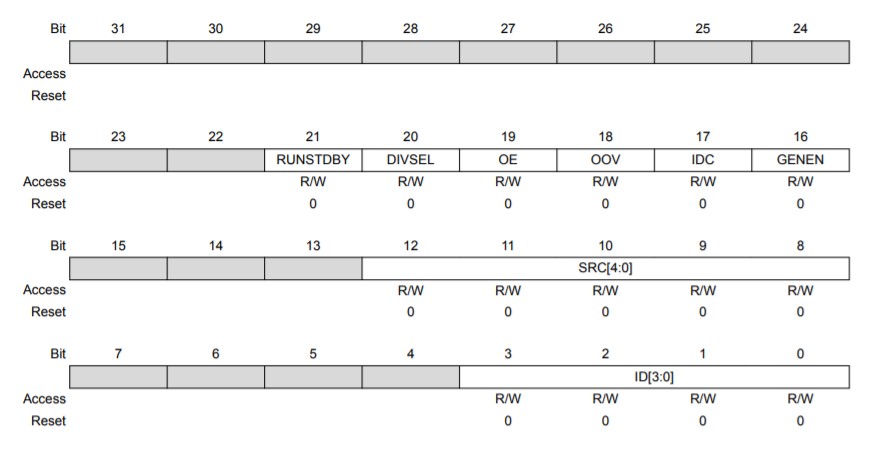 Bit 31 30 29 28 27 26 25 24
Access
Reset
Bit 23 22 21 20 19 18 17 16
RUNSTDBY DIVSEL OE OOV IDC GENEN
Access R/W R/W R/W R/W R/W R/W
Reset 0 0 0 0 0 0
Bit 15 14 13 12 11 10 9 8
SRC[4:0]
Access R/W R/W R/W R/W R/W
Reset 0 0 0 0 0
Bit 7 6 5 4 3 2 1 0
ID[3:0]
Access R/W R/W R/W R/W
Reset 0 0 0 0